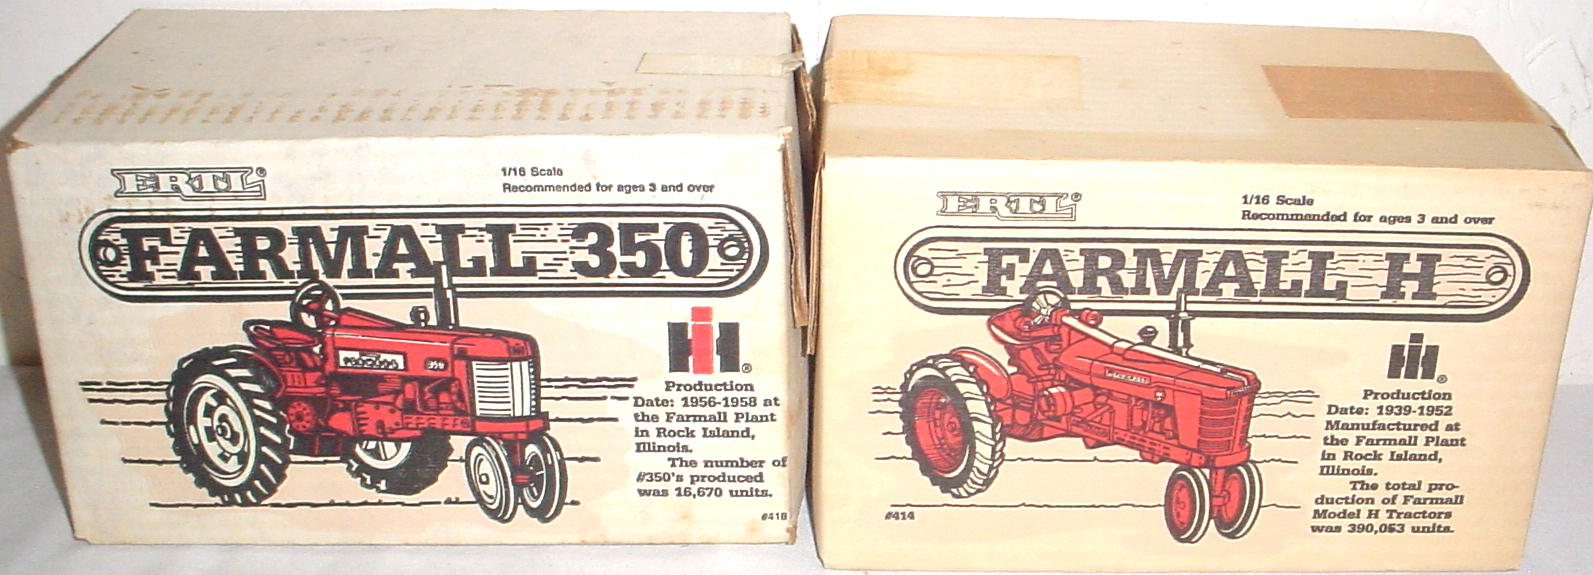 ERTL®
1/16 Scale
Recommended for ages 3 and over
FARMALL 350
IH®
350
Production
Date: 1956-1958 at
the Farmall Plant
in Rock Island,
Illinois.
The number of
#350's produced
was 16,670 units.
#418
ERTL®
1/16 Scale
Recommended for ages 3 and over
FARMALL H
IH®
Production
Date: 1939-1952
Manufactured at
the Farmall Plant
in Rock Island,
Illinois.
The total pro-
duction of Farmall
Model H Tractors
was 390,053 units.
#414